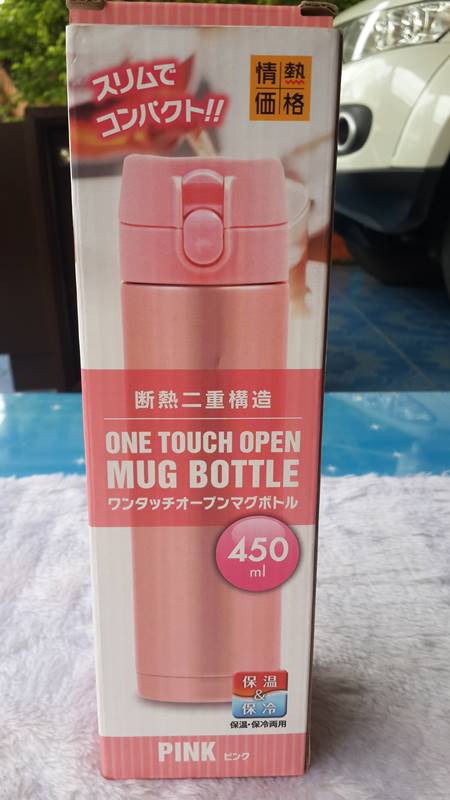 スリムで
コンパクト!!
情熱
価格
断熱二重構造
ONE TOUCH OPEN
MUG BOTTLE
ワンタッチオープンマグボトル
450
ml
保温
&
保冷
保温・保冷両用
PINK ピンク